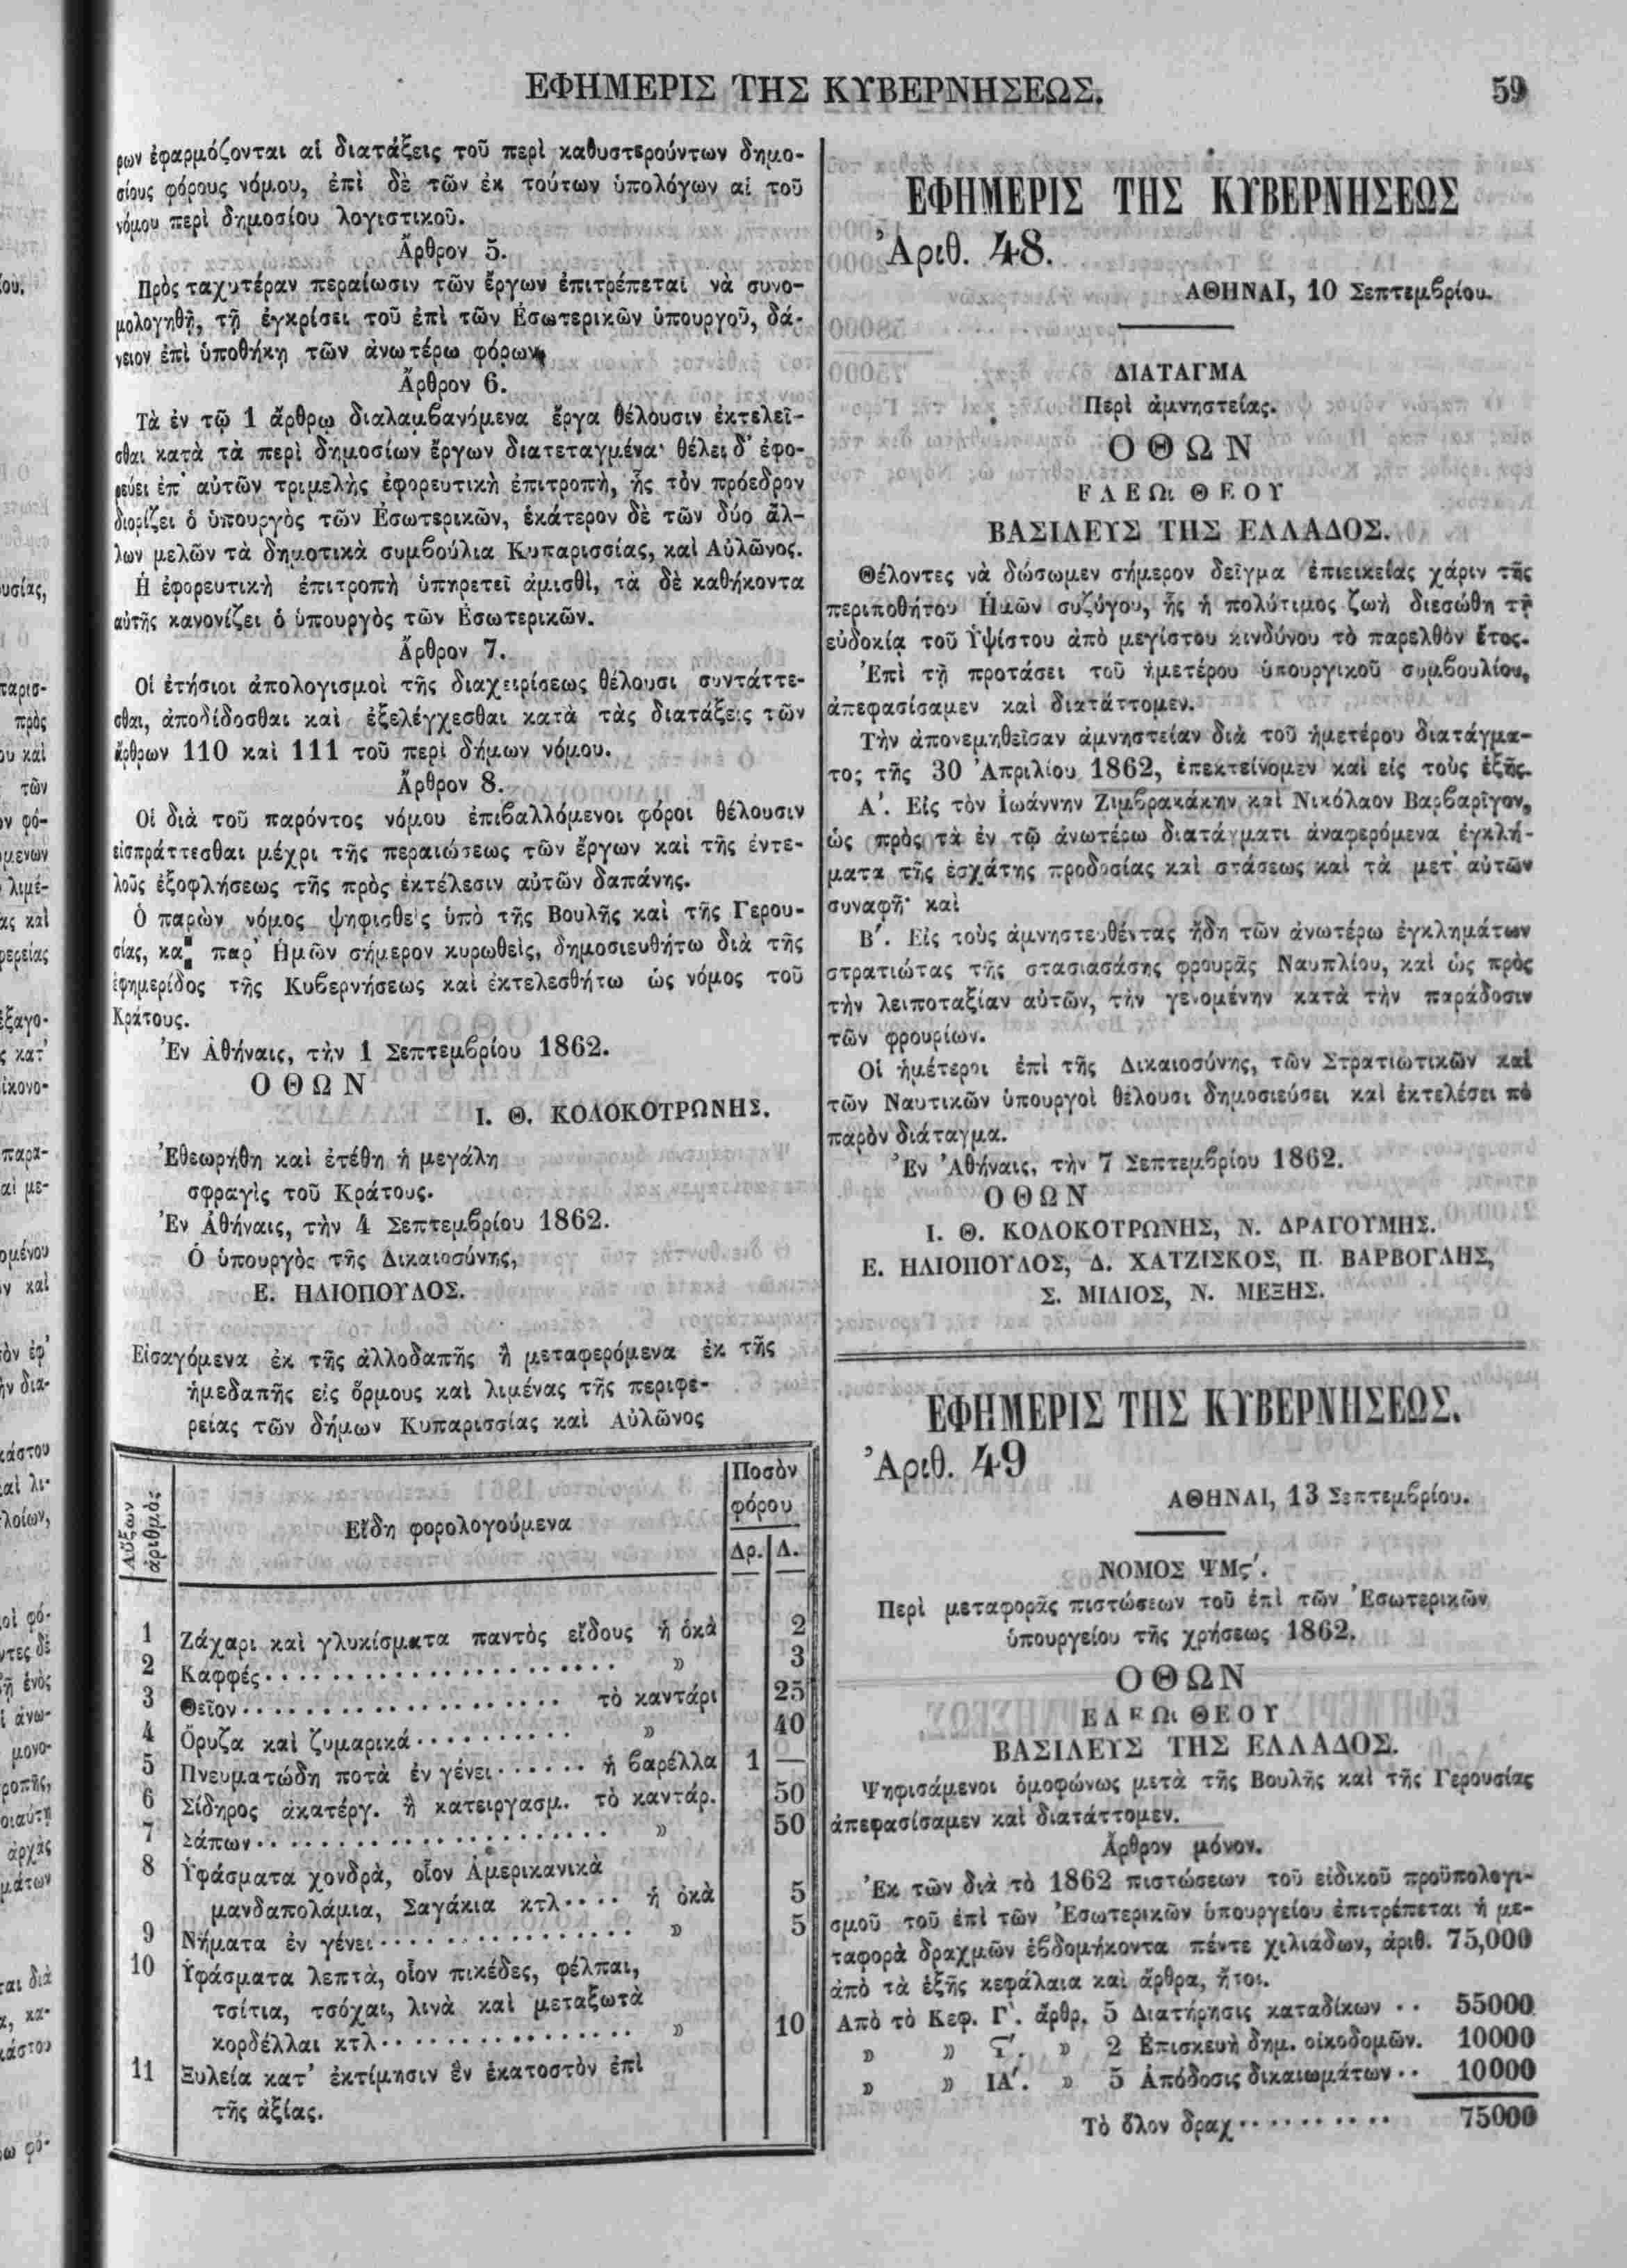 ΕΦΗΜΕΡΙΣ ΤΗΣ ΚΥΒΕΡΝΗΣΕΩΣ.
59
ρων ἐφαρμόζονται αἱ διατάξεις τοῦ περὶ καθυστερούντων δημο-
σίους φόρους νόμου, ἐπὶ δὲ τῶν ἐκ τούτων ὑπολόγων αἱ τοῦ
νόμου περὶ δημοσίου λογιστικοῦ.
Ἄρθρον 5.
Πρὸς ταχυτέραν περαίωσιν τῶν ἔργων ἐπιτρέπεται νὰ συνο-
μολογηθῇ, τῇ ἐγκρίσει τοῦ ἐπὶ τῶν Ἐσωτερικῶν ὑπουργοῦ, δά-
νειον ἐπὶ ὑποθήκῃ τῶν ἀνωτέρω φόρων,
Ἄρθρον 6.
Τὰ ἐν τῷ 1 ἄρθρῳ διαλαμβανόμενα ἔργα θέλουσιν ἐκτελεῖ-
σθαι κατὰ τὰ περὶ δημοσίων ἔργων διατεταγμένα· θέλει δ' ἐφο-
ρεύει ἐπ' αὐτῶν τριμελὴς ἐφορευτικὴ ἐπιτροπὴ, ἧς τὸν πρόεδρον
διορίζει ὁ ὑπουργὸς τῶν Ἐσωτερικῶν, ἑκάτερον δὲ τῶν δύο ἄλ-
λων μελῶν τὰ δημοτικὰ συμβούλια Κυπαρισσίας, καὶ Αὐλῶνος.
Ἡ ἐφορευτικὴ ἐπιτροπὴ ὑπηρετεῖ ἀμισθὶ, τὰ δὲ καθήκοντα
αὐτῆς κανονίζει ὁ ὑπουργὸς τῶν Ἐσωτερικῶν.
Ἄρθρον 7.
Οἱ ἐτήσιοι ἀπολογισμοὶ τῆς διαχειρίσεως θέλουσι συντάττε-
σθαι, ἀποδίδοσθαι καὶ ἐξελέγχεσθαι κατὰ τὰς διατάξεις τῶν
ἄρθρων 110 καὶ 111 τοῦ περὶ δήμων νόμου.
Ἄρθρον 8.
Οἱ διὰ τοῦ παρόντος νόμου ἐπιβαλλόμενοι φόροι θέλουσιν
εἰσπράττεσθαι μέχρι τῆς περαιώσεως τῶν ἔργων καὶ τῆς ἐντε-
λοῦς ἐξοφλήσεως τῆς πρὸς ἐκτέλεσιν αὐτῶν δαπάνης.
Ὁ παρὼν νόμος ψηφισθεὶς ὑπὸ τῆς Βουλῆς καὶ τῆς Γερου-
σίας, κα παρ' Ἡμῶν σήμερον κυρωθεὶς, δημοσιευθήτω διὰ τῆς
ἐφημερίδος τῆς Κυβερνήσεως καὶ ἐκτελεσθήτω ὡς νόμος τοῦ
Κράτους.
Ἐν Ἀθήναις, τὴν 1 Σεπτεμβρίου 1862.
ΟΘΩΝ
Ι. Θ. ΚΟΛΟΚΟΤΡΩΝΗΣ.
Ἐθεωρήθη καὶ ἐτέθη ἡ μεγάλη
σφραγὶς τοῦ Κράτους.
Ἐν Ἀθήναις, τὴν 4 Σεπτεμβρίου 1862.
Ὁ ὑπουργὸς τῆς Δικαιοσύνης,
Ε. ΗΛΙΟΠΟΥΛΟΣ.
Εἰσαγόμενα ἐκ τῆς ἀλλοδαπῆς ἢ μεταφερόμενα ἐκ τῆς
ἡμεδαπῆς εἰς ὅρμους καὶ λιμένας τῆς περιφε-
ρείας τῶν δήμων Κυπαρισσίας καὶ Αὐλῶνος
Αὔξων ἀριθμὸς
Εἴδη φορολογούμενα
Ποσὸν φόρου
Δρ. Λ.
1 Ζάχαρι καὶ γλυκίσματα παντὸς εἴδους ἡ ὀκᾶ 2
2 Καφφές . . . » 3
3 Θεῖον . . . τὸ καντάρι 25
4 Ὄρυζα καὶ ζυμαρικά . . . » 40
5 Πνευματώδη ποτὰ ἐν γένει . . . ἡ βαρέλλα 1 —
6 Σίδηρος ἀκατέργ. ἢ κατειργασμ. τὸ καντάρ. 50
7 Σάπων . . . » 50
8 Ὑφάσματα χονδρὰ, οἷον Ἀμερικανικὰ
μανδαπολάμια, Σαγάκια κτλ . . . ἡ ὀκᾶ 5
9 Νήματα ἐν γένει . . . » 5
10 Ὑφάσματα λεπτὰ, οἷον πικέδες, φέλπαι,
τσίτια, τσόχαι, λινὰ καὶ μεταξωτὰ
κορδέλλαι κτλ . . . » 10
11 Ξυλεία κατ' ἐκτίμησιν ἓν ἑκατοστὸν ἐπὶ
τῆς ἀξίας.
ΕΦΗΜΕΡΙΣ ΤΗΣ ΚΥΒΕΡΝΗΣΕΩΣ
Ἀριθ. 48.
ΑΘΗΝΑΙ, 10 Σεπτεμβρίου.
ΔΙΑΤΑΓΜΑ
Περὶ ἀμνηστείας.
ΟΘΩΝ
ΕΛΕΩι ΘΕΟΥ
ΒΑΣΙΛΕΥΣ ΤΗΣ ΕΛΛΑΔΟΣ.
Θέλοντες νὰ δώσωμεν σήμερον δεῖγμα ἐπιεικείας χάριν τῆς
περιποθήτου Ἡμῶν συζύγου, ἧς ἡ πολύτιμος ζωὴ διεσώθη τῇ
εὐδοκίᾳ τοῦ Ὑψίστου ἀπὸ μεγίστου κινδύνου τὸ παρελθὸν ἔτος.
Ἐπὶ τῇ προτάσει τοῦ ἡμετέρου ὑπουργικοῦ συμβουλίου,
ἀπεφασίσαμεν καὶ διατάττομεν.
Τὴν ἀπονεμηθεῖσαν ἀμνηστείαν διὰ τοῦ ἡμετέρου διατάγμα-
τος τῆς 30 Ἀπριλίου 1862, ἐπεκτείνομεν καὶ εἰς τοὺς ἑξῆς.
Α'. Εἰς τὸν Ἰωάννην Ζιμβρακάκην καὶ Νικόλαον Βαρβαρῖγον,
ὡς πρὸς τὰ ἐν τῷ ἀνωτέρω διατάγματι ἀναφερόμενα ἐγκλή-
ματα τῆς ἐσχάτης προδοσίας καὶ στάσεως καὶ τὰ μετ' αὐτῶν
συναφῆ· καὶ
Β'. Εἰς τοὺς ἀμνηστευθέντας ἤδη τῶν ἀνωτέρω ἐγκλημάτων
στρατιώτας τῆς στασιασάσης φρουρᾶς Ναυπλίου, καὶ ὡς πρὸς
τὴν λειποταξίαν αὐτῶν, τὴν γενομένην κατὰ τὴν παράδοσιν
τῶν φρουρίων.
Οἱ ἡμέτεροι ἐπὶ τῆς Δικαιοσύνης, τῶν Στρατιωτικῶν καὶ
τῶν Ναυτικῶν ὑπουργοὶ θέλουσι δημοσιεύσει καὶ ἐκτελέσει τὸ
παρὸν διάταγμα.
Ἐν Ἀθήναις, τὴν 7 Σεπτεμβρίου 1862.
ΟΘΩΝ
Ι. Θ. ΚΟΛΟΚΟΤΡΩΝΗΣ, Ν. ΔΡΑΓΟΥΜΗΣ.
Ε. ΗΛΙΟΠΟΥΛΟΣ, Δ. ΧΑΤΖΙΣΚΟΣ, Π. ΒΑΡΒΟΓΛΗΣ,
Σ. ΜΙΛΙΟΣ, Ν. ΜΕΞΗΣ.
ΕΦΗΜΕΡΙΣ ΤΗΣ ΚΥΒΕΡΝΗΣΕΩΣ.
Ἀριθ. 49
ΑΘΗΝΑΙ, 13 Σεπτεμβρίου.
ΝΟΜΟΣ ΨΜϛ'.
Περὶ μεταφορᾶς πιστώσεων τοῦ ἐπὶ τῶν Ἐσωτερικῶν
ὑπουργείου τῆς χρήσεως 1862.
ΟΘΩΝ
ΕΛΕΩι ΘΕΟΥ
ΒΑΣΙΛΕΥΣ ΤΗΣ ΕΛΛΑΔΟΣ.
Ψηφισάμενοι ὁμοφώνως μετὰ τῆς Βουλῆς καὶ τῆς Γερουσίας
ἀπεφασίσαμεν καὶ διατάττομεν.
Ἄρθρον μόνον.
Ἐκ τῶν διὰ τὸ 1862 πιστώσεων τοῦ εἰδικοῦ προϋπολογι-
σμοῦ τοῦ ἐπὶ τῶν Ἐσωτερικῶν ὑπουργείου ἐπιτρέπεται ἡ με-
ταφορὰ δραχμῶν ἑβδομήκοντα πέντε χιλιάδων, ἀριθ. 75,000
ἀπὸ τὰ ἑξῆς κεφάλαια καὶ ἄρθρα, ἤτοι.
Ἀπὸ τὸ Κεφ. Γ'. ἄρθρ. 5 Διατήρησις καταδίκων . . 55000
» » ϛ'. » 2 Ἐπισκευὴ δημ. οἰκοδομῶν. 10000
» » ΙΑ'. » 5 Ἀπόδοσις δικαιωμάτων . . 10000
Τὸ ὅλον δραχ . . . 75000